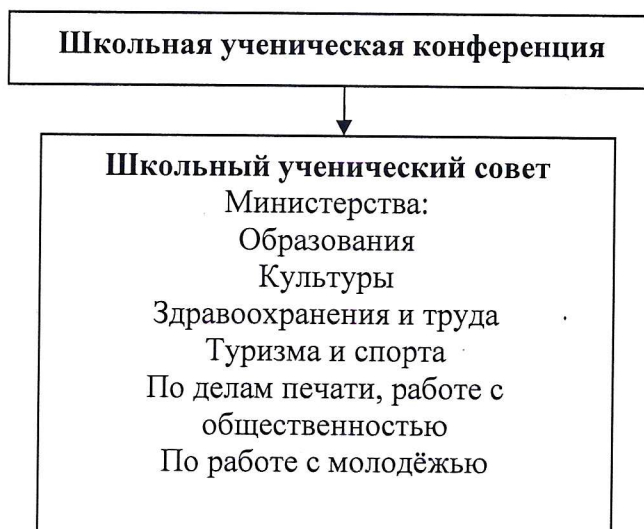 Школьная ученическая конференция
Школьный ученический совет
Министерства:
Образования
Культуры
Здравоохранения и труда
Туризма и спорта
По делам печати, работе с
общественностью
По работе с молодёжью